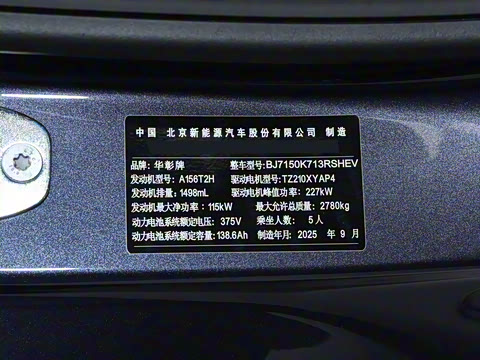 中国 北京新能源汽车股份有限公司 制造
品牌: 华彰牌 整车型号: BJ7150K713RSHEV
发动机型号: A156T2H 驱动电机型号: TZ210XYAP4
发动机排量: 1498mL 驱动电机峰值功率: 227kW
发动机最大净功率: 115kW 最大允许总质量: 2780kg
动力电池系统额定电压: 375V 乘坐人数: 5 人
动力电池系统额定容量: 138.6Ah 制造年月: 2025 年 9 月